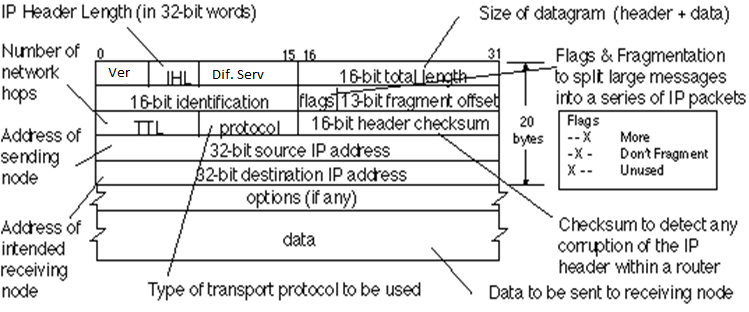 IP Header Length (in 32-bit words)
Size of datagram (header + data)
Number of
network
hops
0
15
16
31
Ver
IHL
Dif. Serv
16-bit total length
Flags & Fragmentation
to split large messages
into a series of IP packets
16-bit identification
flags
13-bit fragment offset
TTL
protocol
16-bit header checksum
20
bytes
Flags
-- X More
- X - Don't Fragment
X -- Unused
Address of
sending
node
32-bit source IP address
32-bit destination IP address
options (if any)
Address of
intended
receiving
node
data
Checksum to detect any
corruption of the IP
header within a router
Type of transport protocol to be used
Data to be sent to receiving node